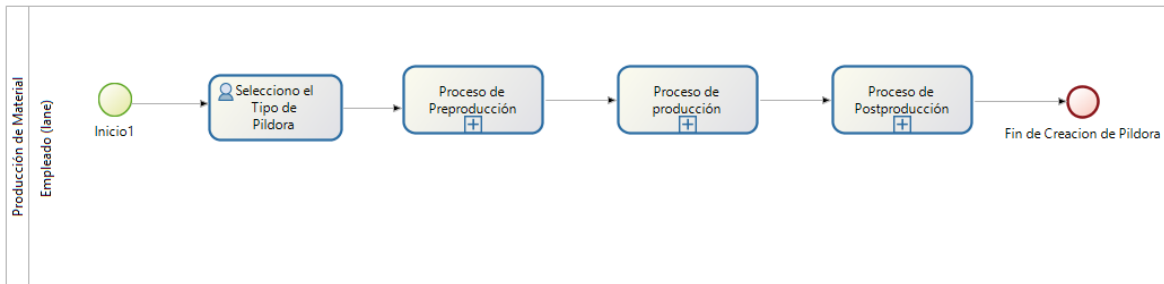 Producción de Material
Empleado (lane)
Inicio1
Selecciono el
Tipo de
Pildora
Proceso de
Preproducción
Proceso de
producción
Proceso de
Postproducción
Fin de Creacion de Pildora